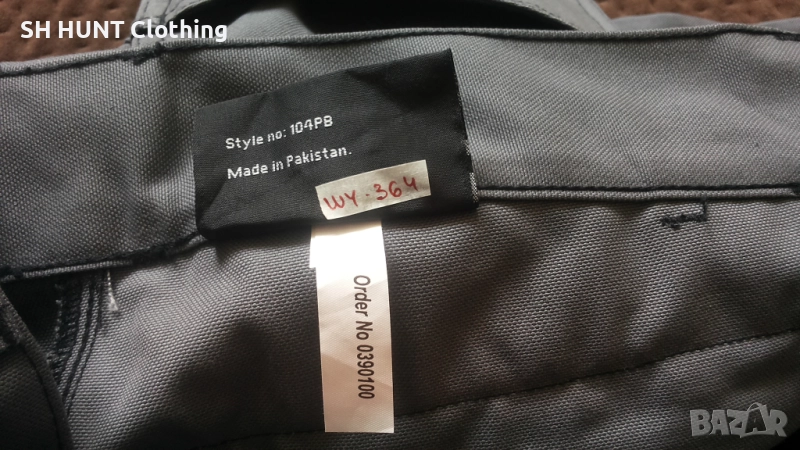 SH HUNT Clothing
Style no: 104PB
Made in Pakistan.
WY-364
Order No 0390100
BAZAR